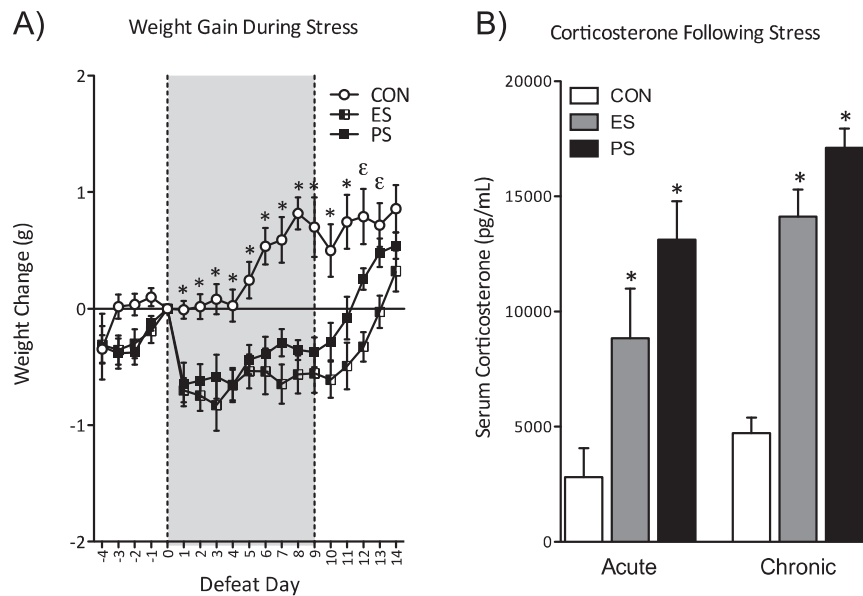 A)
Weight Gain During Stress
2
1
0
-1
-2
Weight Change (g)
CON
ES
PS
* * * * * * * * * * * ε ε
-4 -3 -2 -1 0 1 2 3 4 5 6 7 8 9 10 11 12 13 14
Defeat Day
B)
Corticosterone Following Stress
20000
15000
10000
5000
0
Serum Corticosterone (pg/mL)
CON
ES
PS
* * * *
Acute Chronic